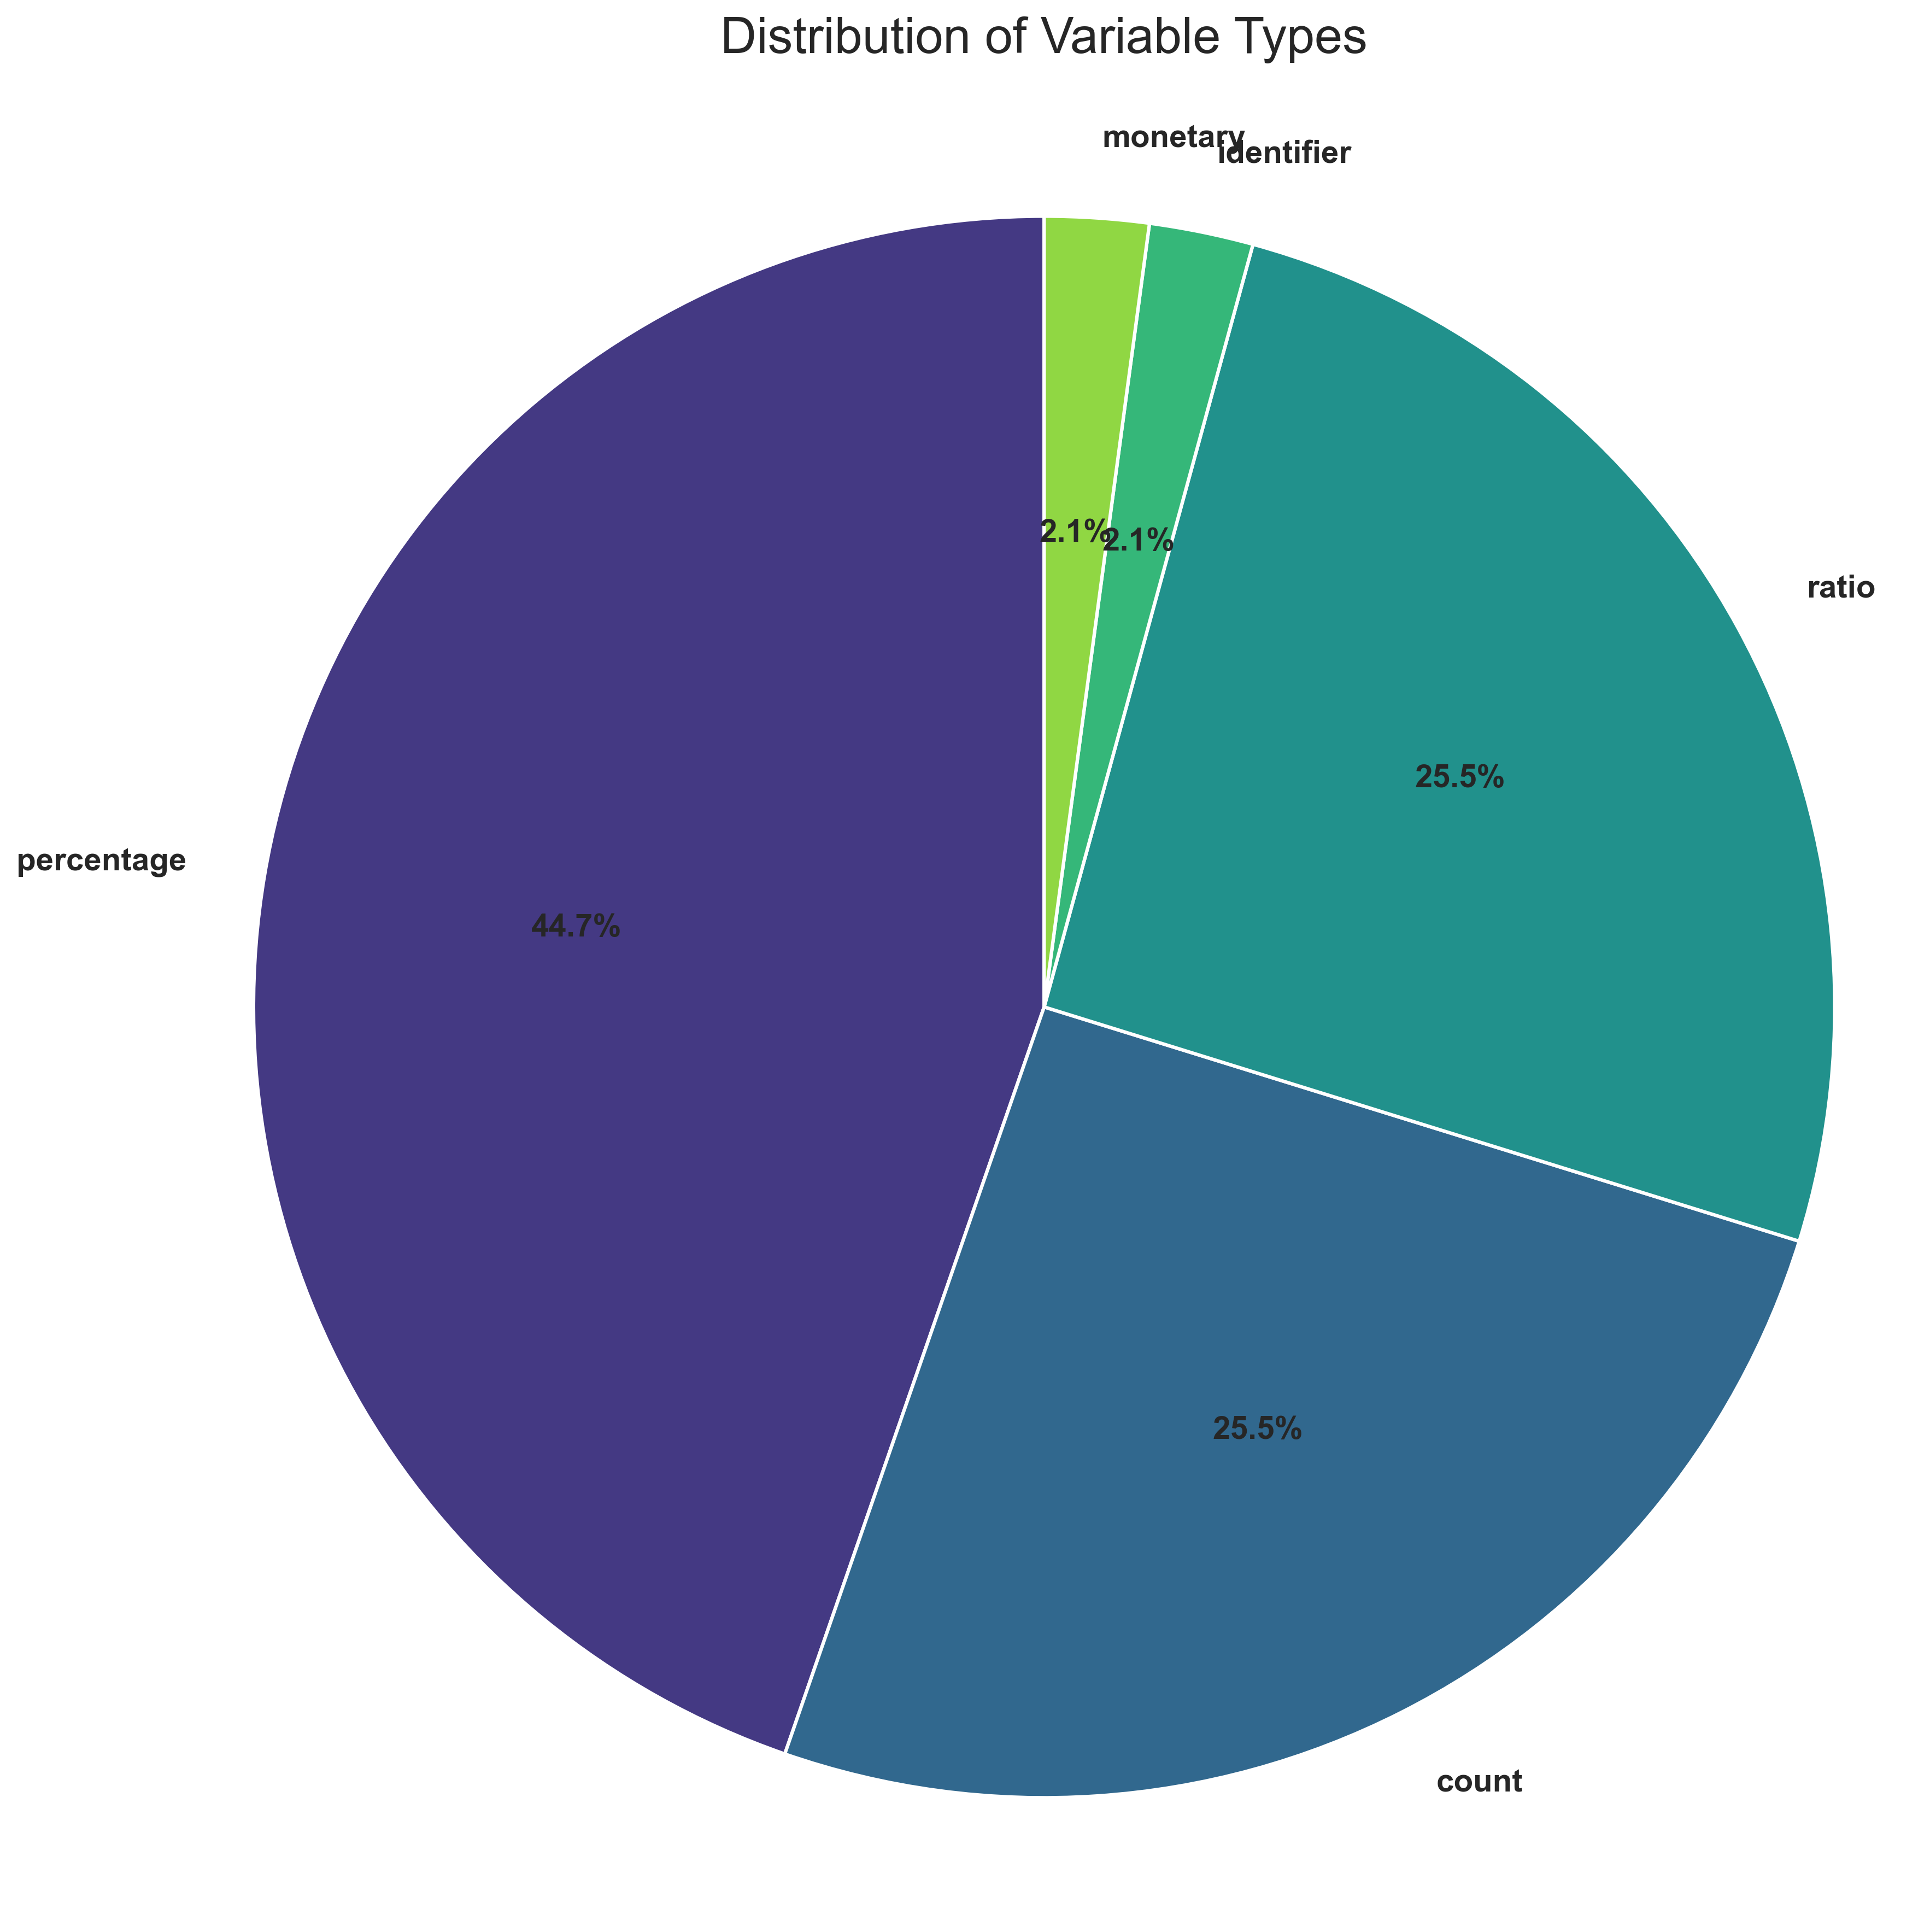 Distribution of Variable Types
monetary
identifier
2.1%
2.1%
ratio
25.5%
percentage
44.7%
25.5%
count